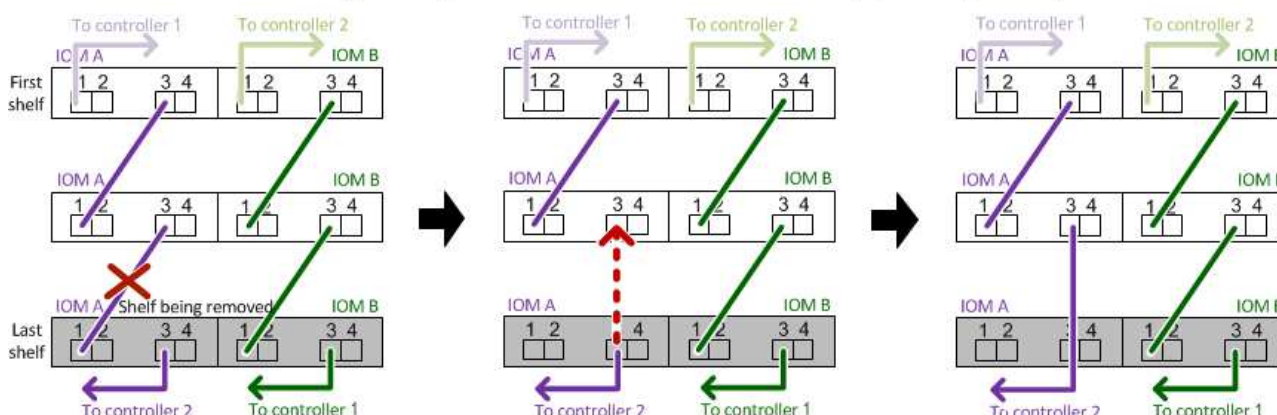 To controller 1 To controller 2 To controller 1 To controller 2 To controller 1 To controller 2
IOM A IOM B IOM A IOM B IOM A IOM B
First shelf 1 2 3 4 1 2 3 4 1 2 3 4 1 2 3 4 1 2 3 4 1 2 3 4
IOM A IOM B IOM A IOM B IOM A IOM B
1 2 3 4 1 2 3 4 1 2 3 4 1 2 3 4 1 2 3 4 1 2 3 4
IOM A Shelf being removed IOM B IOM A IOM B IOM A IOM B
Last shelf 1 2 3 4 1 2 3 4 1 2 4 1 2 3 4 1 2 3 4 1 2 3 4
To controller 2 To controller 1 To controller 2 To controller 1 To controller 2 To controller 1